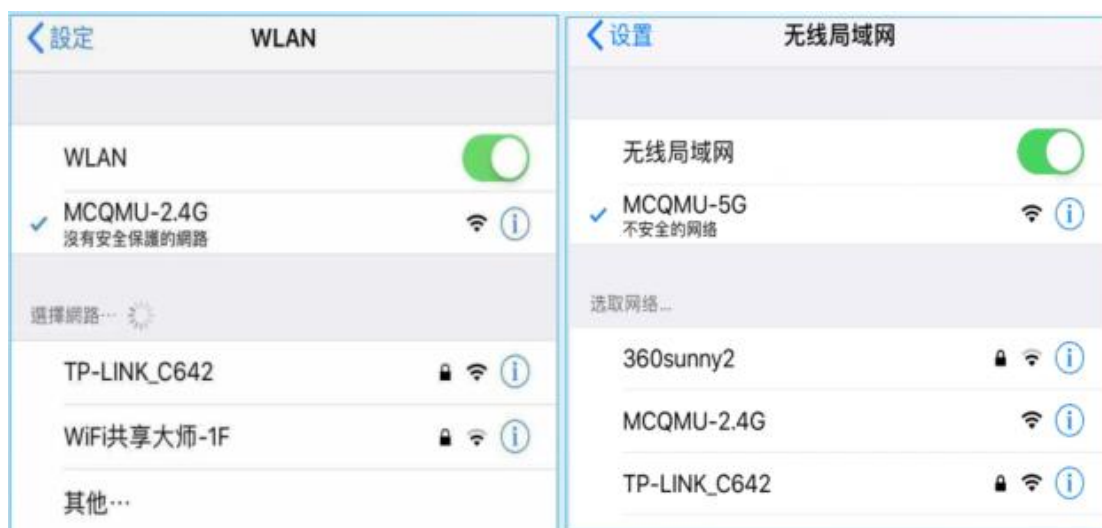 設定
WLAN
WLAN
MCQMU-2.4G
沒有安全保護的網路
選擇網路…
TP-LINK_C642
WiFi共享大师-1F
其他…
设置
无线局域网
无线局域网
MCQMU-5G
不安全的网络
选取网络...
360sunny2
MCQMU-2.4G
TP-LINK_C642